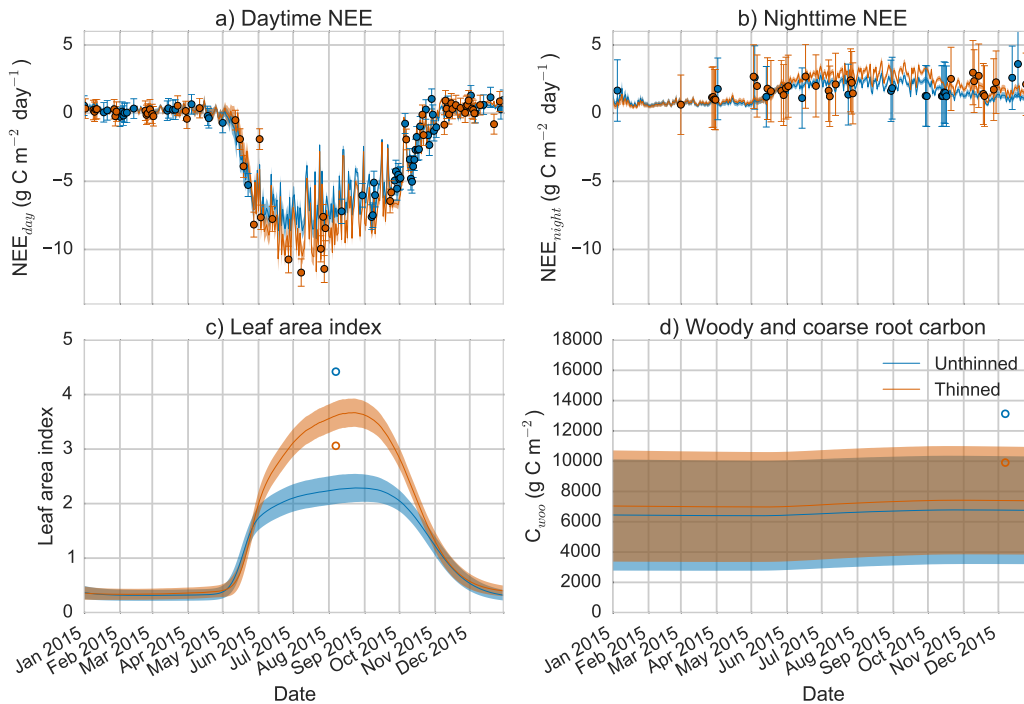 a) Daytime NEE
b) Nighttime NEE
5
0
−5
−10
NEE_day (g C m⁻² day⁻¹)
5
0
−5
−10
NEE_night (g C m⁻² day⁻¹)
c) Leaf area index
d) Woody and coarse root carbon
5
4
3
2
1
0
Leaf area index
18000
16000
14000
12000
10000
8000
6000
4000
2000
0
C_woo (g C m⁻²)
Unthinned
Thinned
Jan 2015
Feb 2015
Mar 2015
Apr 2015
May 2015
Jun 2015
Jul 2015
Aug 2015
Sep 2015
Oct 2015
Nov 2015
Dec 2015
Date
Jan 2015
Feb 2015
Mar 2015
Apr 2015
May 2015
Jun 2015
Jul 2015
Aug 2015
Sep 2015
Oct 2015
Nov 2015
Dec 2015
Date